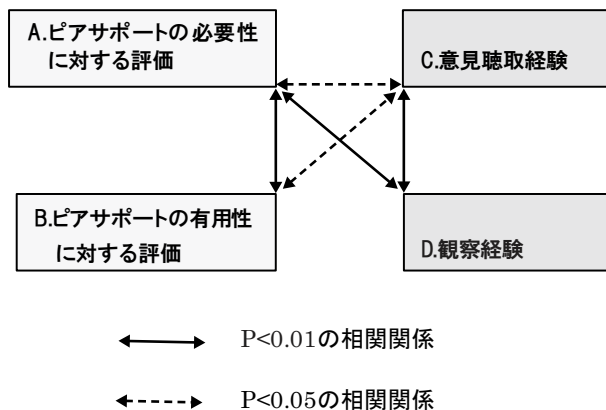 A.ピアサポートの必要性
に対する評価
C.意見聴取経験
B.ピアサポートの有用性
に対する評価
D.観察経験
P<0.01の相関関係
P<0.05の相関関係